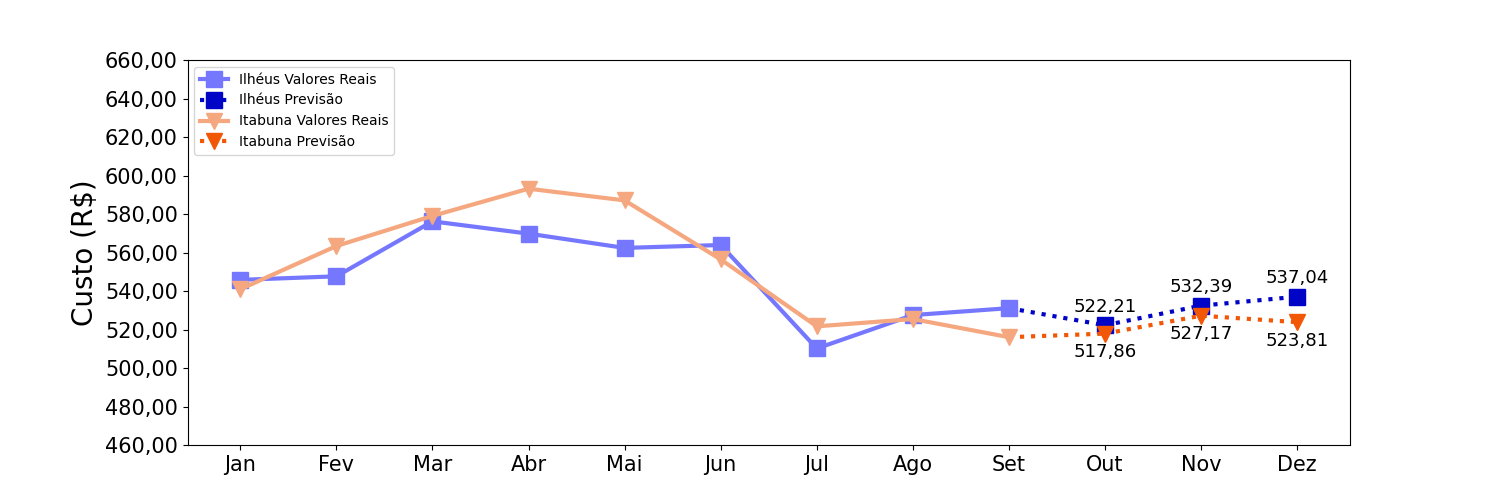 660,00
640,00
620,00
600,00
580,00
560,00
540,00
520,00
500,00
480,00
460,00
Custo (R$)
Ilhéus Valores Reais
Ilhéus Previsão
Itabuna Valores Reais
Itabuna Previsão
522,21
532,39
537,04
517,86
527,17
523,81
Jan Fev Mar Abr Mai Jun Jul Ago Set Out Nov Dez